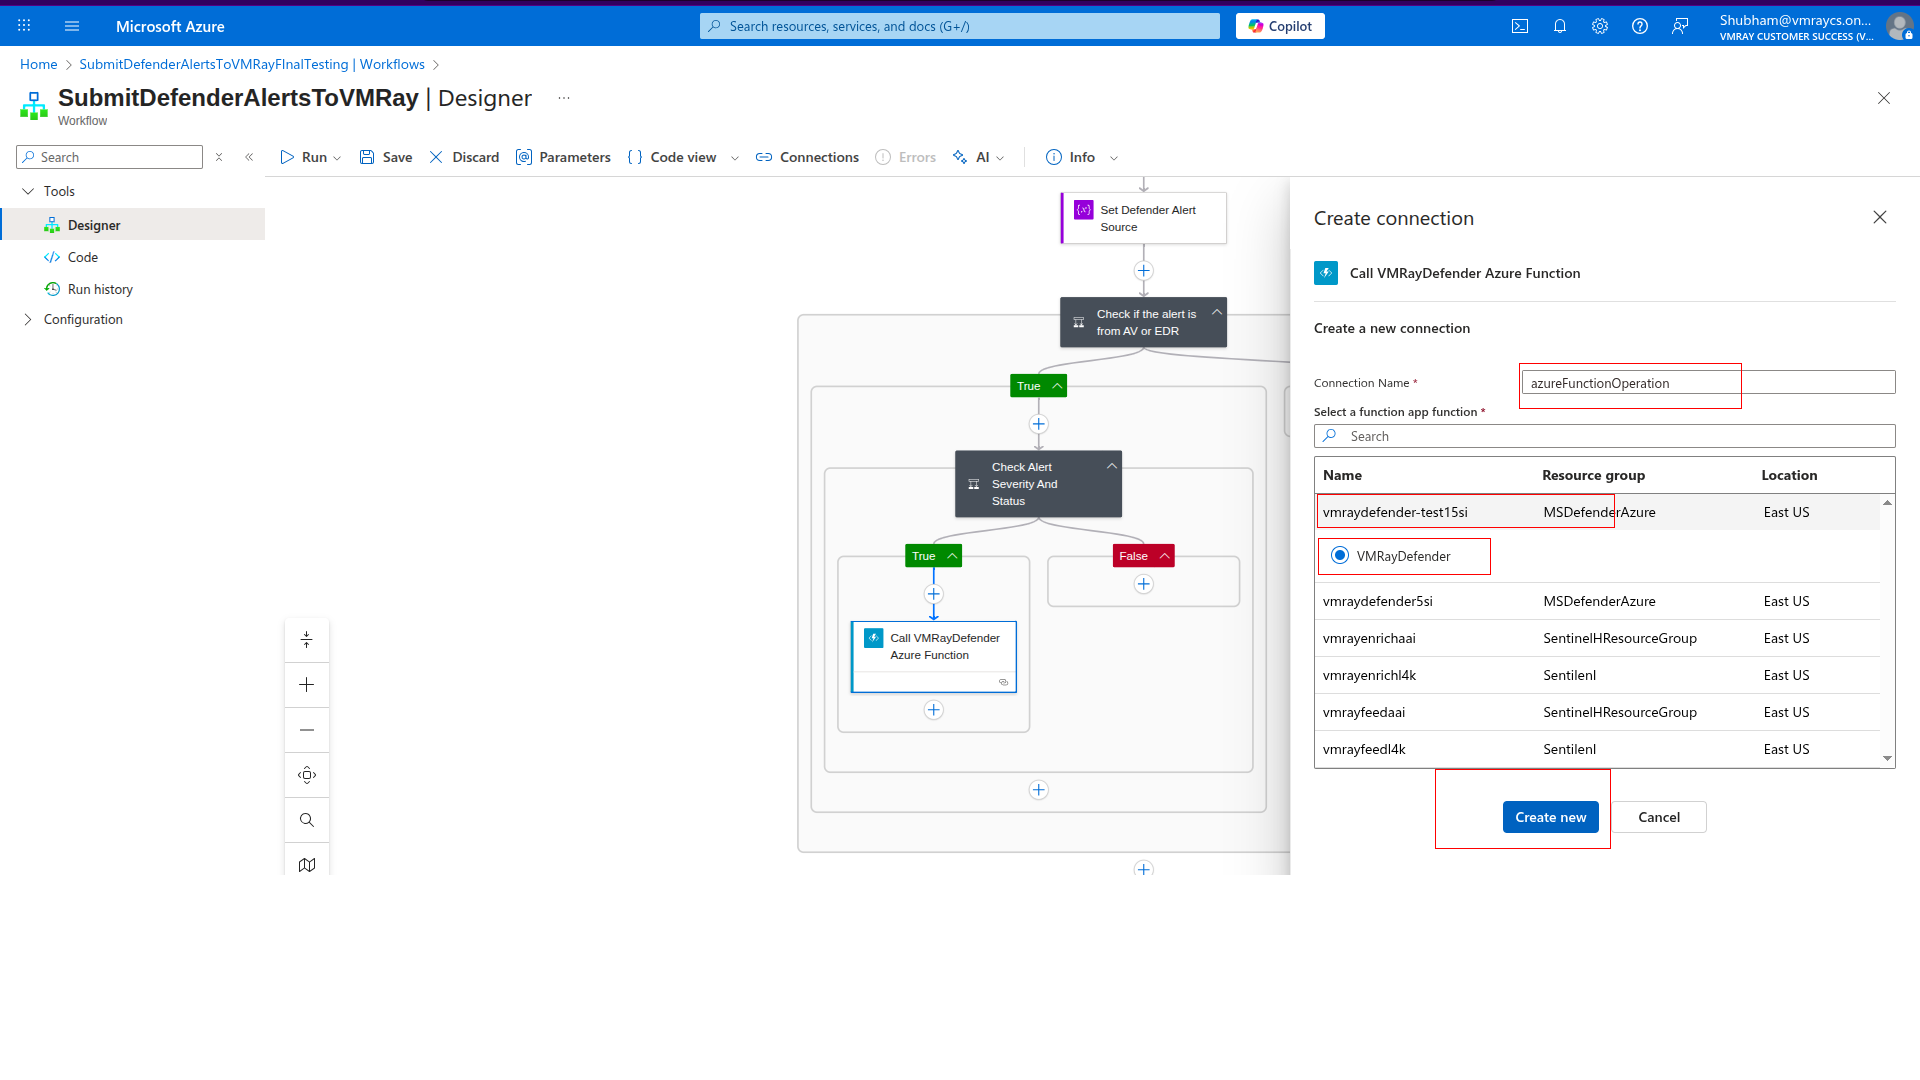 Microsoft Azure
Search resources, services, and docs (G+/)
Copilot
Shubham@vmraycs.on...
VMRAY CUSTOMER SUCCESS (V...
Home
SubmitDefenderAlertsToVMRayFInalTesting | Workflows
SubmitDefenderAlertsToVMRay | Designer
Workflow
Search
Run
Save
Discard
Parameters
Code view
Connections
Errors
AI
Info
Tools
Designer
Code
Run history
Configuration
Set Defender Alert
Source
Check if the alert is
from AV or EDR
True
Check Alert
Severity And
Status
True
False
Call VMRayDefender
Azure Function
Create connection
Call VMRayDefender Azure Function
Create a new connection
Connection Name *
azureFunctionOperation
Select a function app function *
Search
Name Resource group Location
vmraydefender-test15si MSDefenderAzure East US
VMRayDefender
vmraydefender5si MSDefenderAzure East US
vmrayenrichaai SentinelHResourceGroup East US
vmrayenrichl4k Sentilenl East US
vmrayfeedaai SentinelHResourceGroup East US
vmrayfeedl4k Sentilenl East US
Create new
Cancel